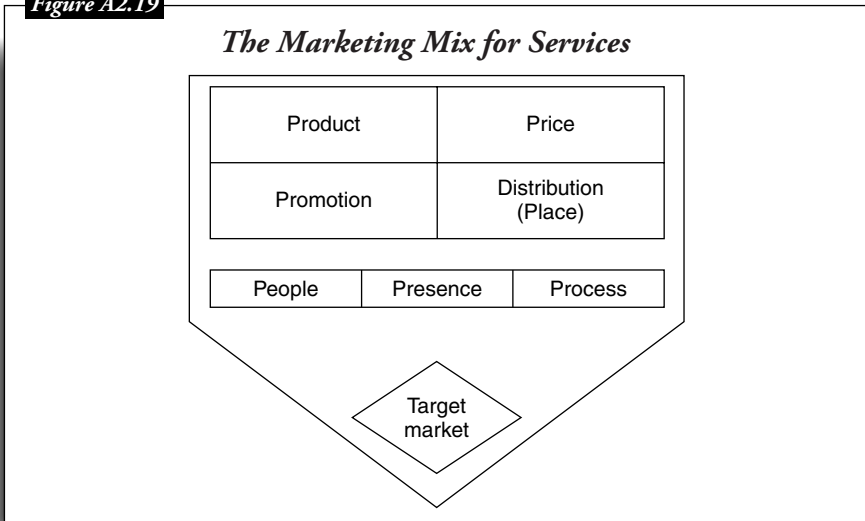 Figure A2.19
The Marketing Mix for Services
Product
Price
Promotion
Distribution
(Place)
People
Presence
Process
Target
market